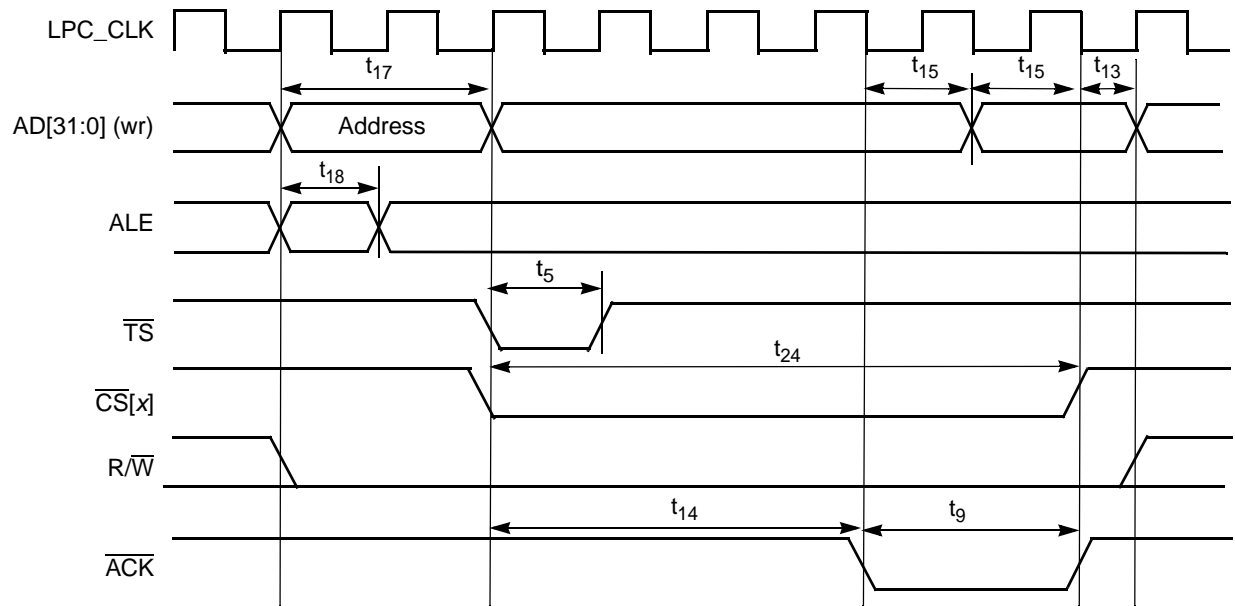 LPC_CLK
t17 t15 t15 t13
AD[31:0] (wr) Address
t18
ALE
t5
TS
t24
CS[x]
R/W
t14 t9
ACK